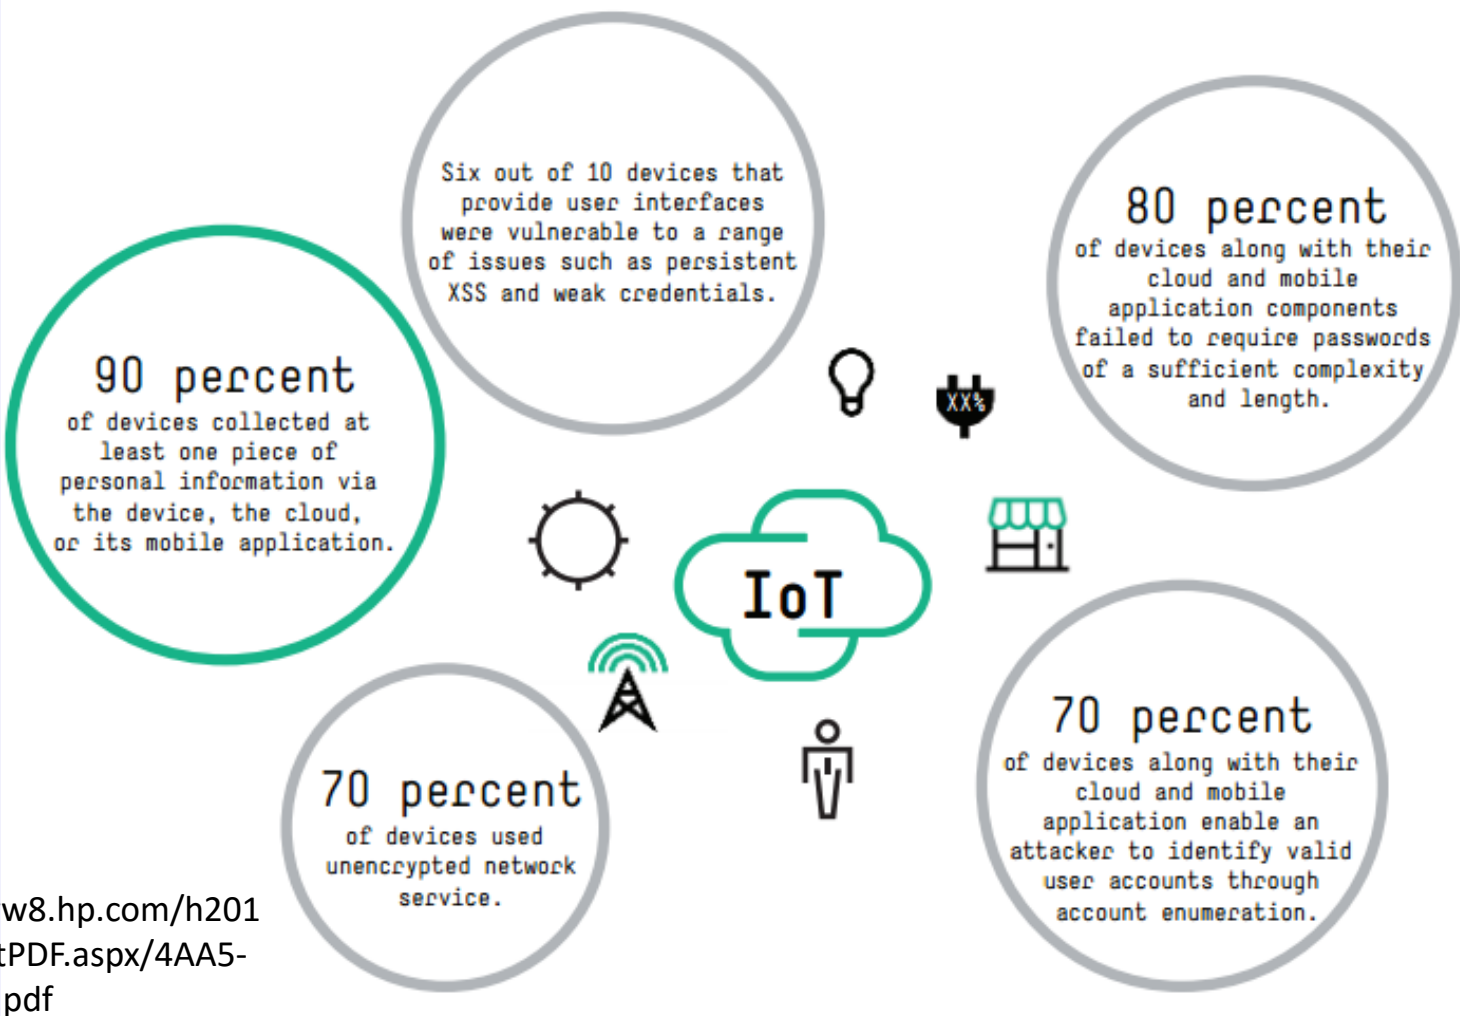 Six out of 10 devices that
provide user interfaces
were vulnerable to a range
of issues such as persistent
XSS and weak credentials.
80 percent
of devices along with their
cloud and mobile
application components
failed to require passwords
of a sufficient complexity
and length.
90 percent
of devices collected at
least one piece of
personal information via
the device, the cloud,
or its mobile application.
XX%
IoT
70 percent
of devices used
unencrypted network
service.
70 percent
of devices along with their
cloud and mobile
application enable an
attacker to identify valid
user accounts through
account enumeration.
w8.hp.com/h201
tPDF.aspx/4AA5-
pdf